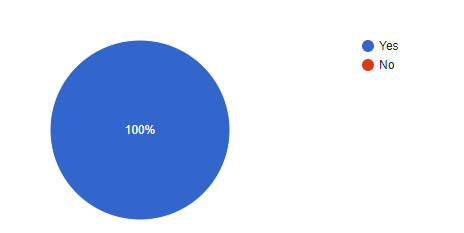 Yes
No
100%